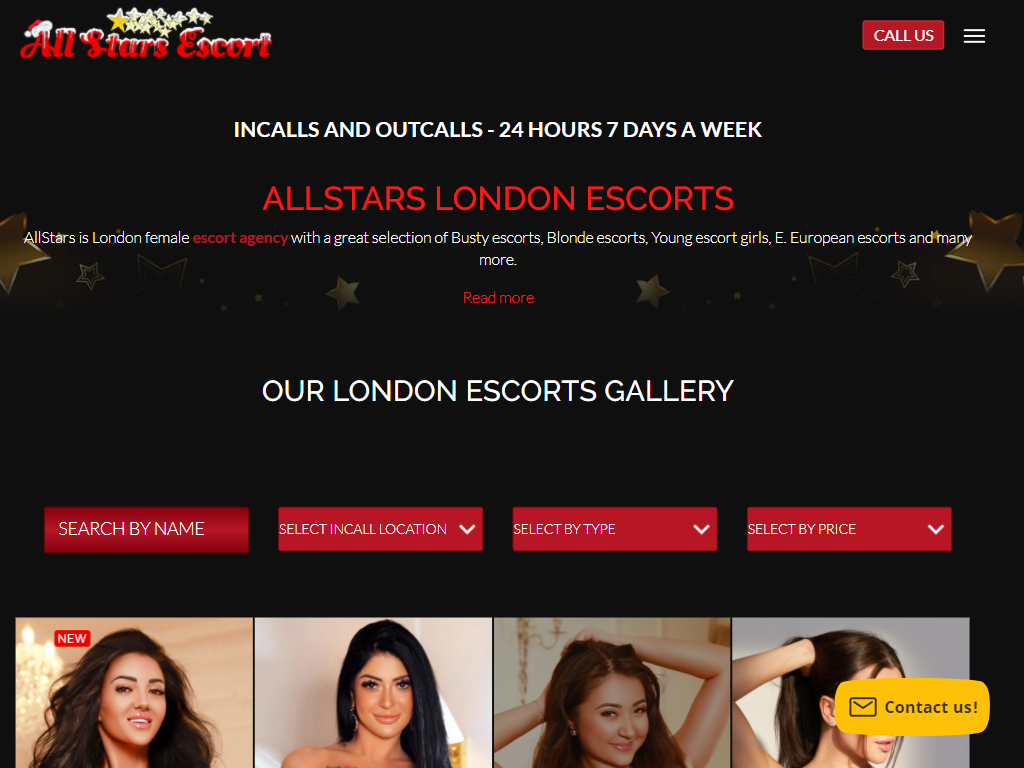 All Stars Escort
CALL US
INCALLS AND OUTCALLS - 24 HOURS 7 DAYS A WEEK
ALLSTARS LONDON ESCORTS
AllStars is London female escort agency with a great selection of Busty escorts, Blonde escorts, Young escort girls, E. European escorts and many
more.
Read more
OUR LONDON ESCORTS GALLERY
SEARCH BY NAME
SELECT INCALL LOCATION
SELECT BY TYPE
SELECT BY PRICE
NEW
Contact us!